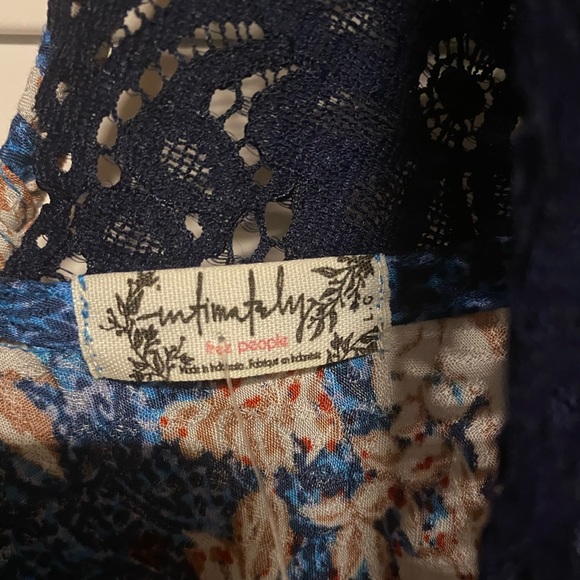 intimately
free people
Made in Indonesia. Fabriqué en Indonésie